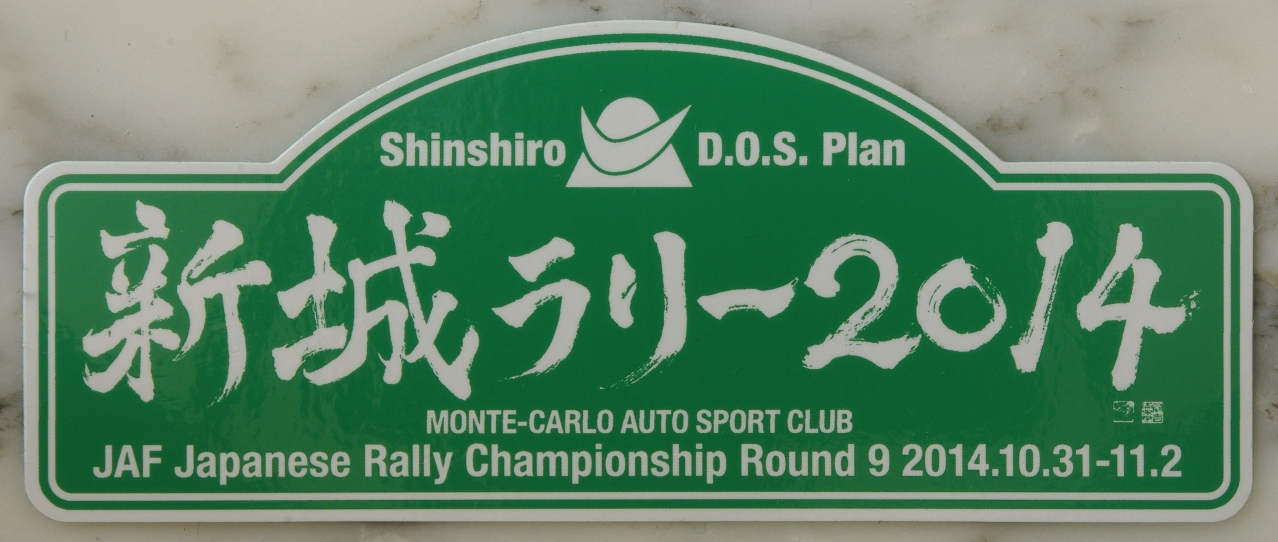 Shinshiro D.O.S. Plan
新城ラリー2014
MONTE-CARLO AUTO SPORT CLUB
JAF Japanese Rally Championship Round 9 2014.10.31-11.2